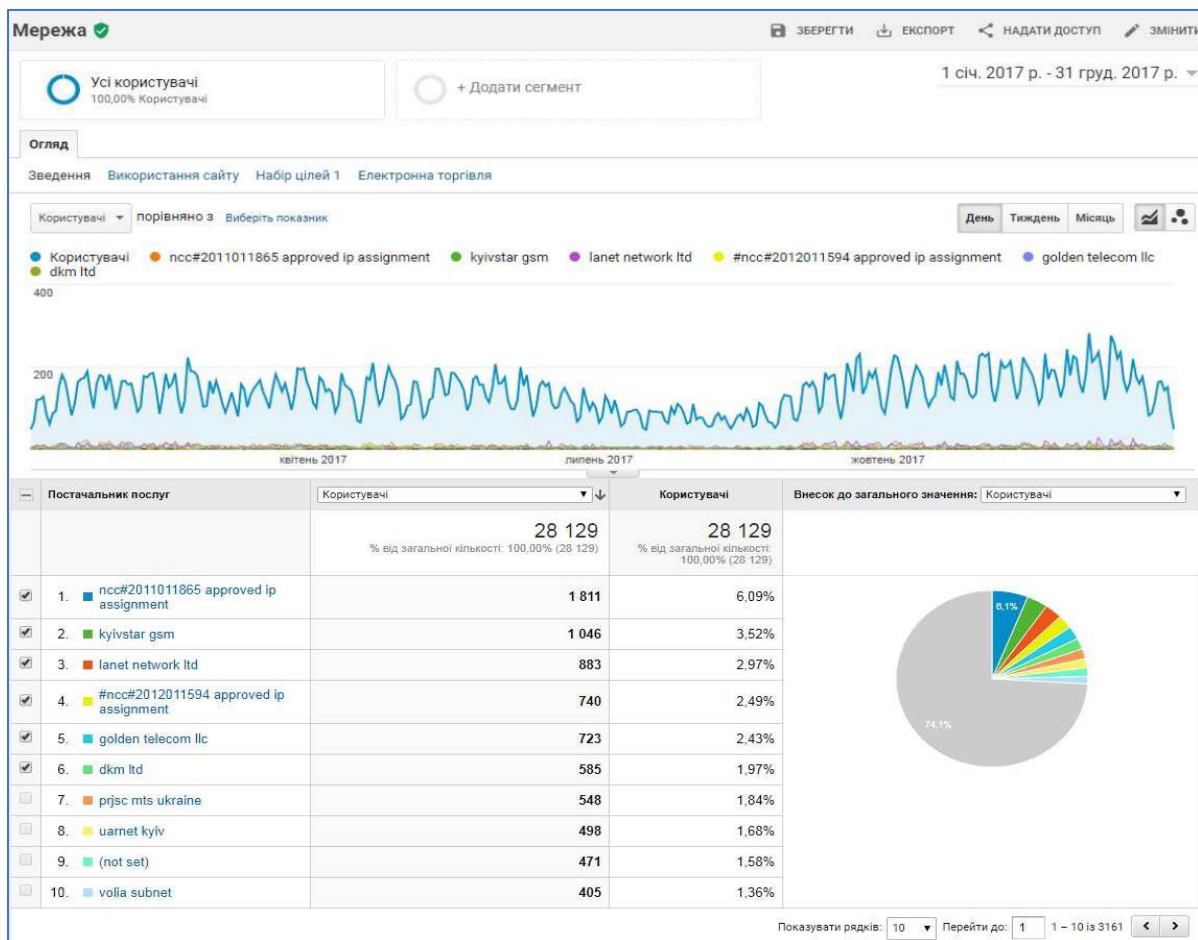 Мережа
ЗБЕРЕГТИ ЕКСПОРТ НАДАТИ ДОСТУП ЗМІНИТИ
Усі користувачі
100,00% Користувачі
+ Додати сегмент
1 січ. 2017 р. - 31 груд. 2017 р.
Огляд
Зведення Використання сайту Набір цілей 1 Електронна торгівля
Користувачі порівняно з Виберіть показник
День Тиждень Місяць
Користувачі ncc#2011011865 approved ip assignment kyivstar gsm lanet network ltd #ncc#2012011594 approved ip assignment golden telecom llc
dkm ltd
400
200
квітень 2017 липень 2017 жовтень 2017
Постачальник послуг Користувачі Користувачі Внесок до загального значення: Користувачі
28 129 28 129
% від загальної кількості: 100,00% (28 129) % від загальної кількості:
100,00% (28 129)
1. ncc#2011011865 approved ip
assignment 1 811 6,09%
2. kyivstar gsm 1 046 3,52%
3. lanet network ltd 883 2,97%
4. #ncc#2012011594 approved ip
assignment 740 2,49%
5. golden telecom llc 723 2,43%
6. dkm ltd 585 1,97%
7. prjsc mts ukraine 548 1,84%
8. uarnet kyiv 498 1,68%
9. (not set) 471 1,58%
10. volia subnet 405 1,36%
6,1%
74,1%
Показувати рядків: 10 Перейти до: 1 1 – 10 із 3161